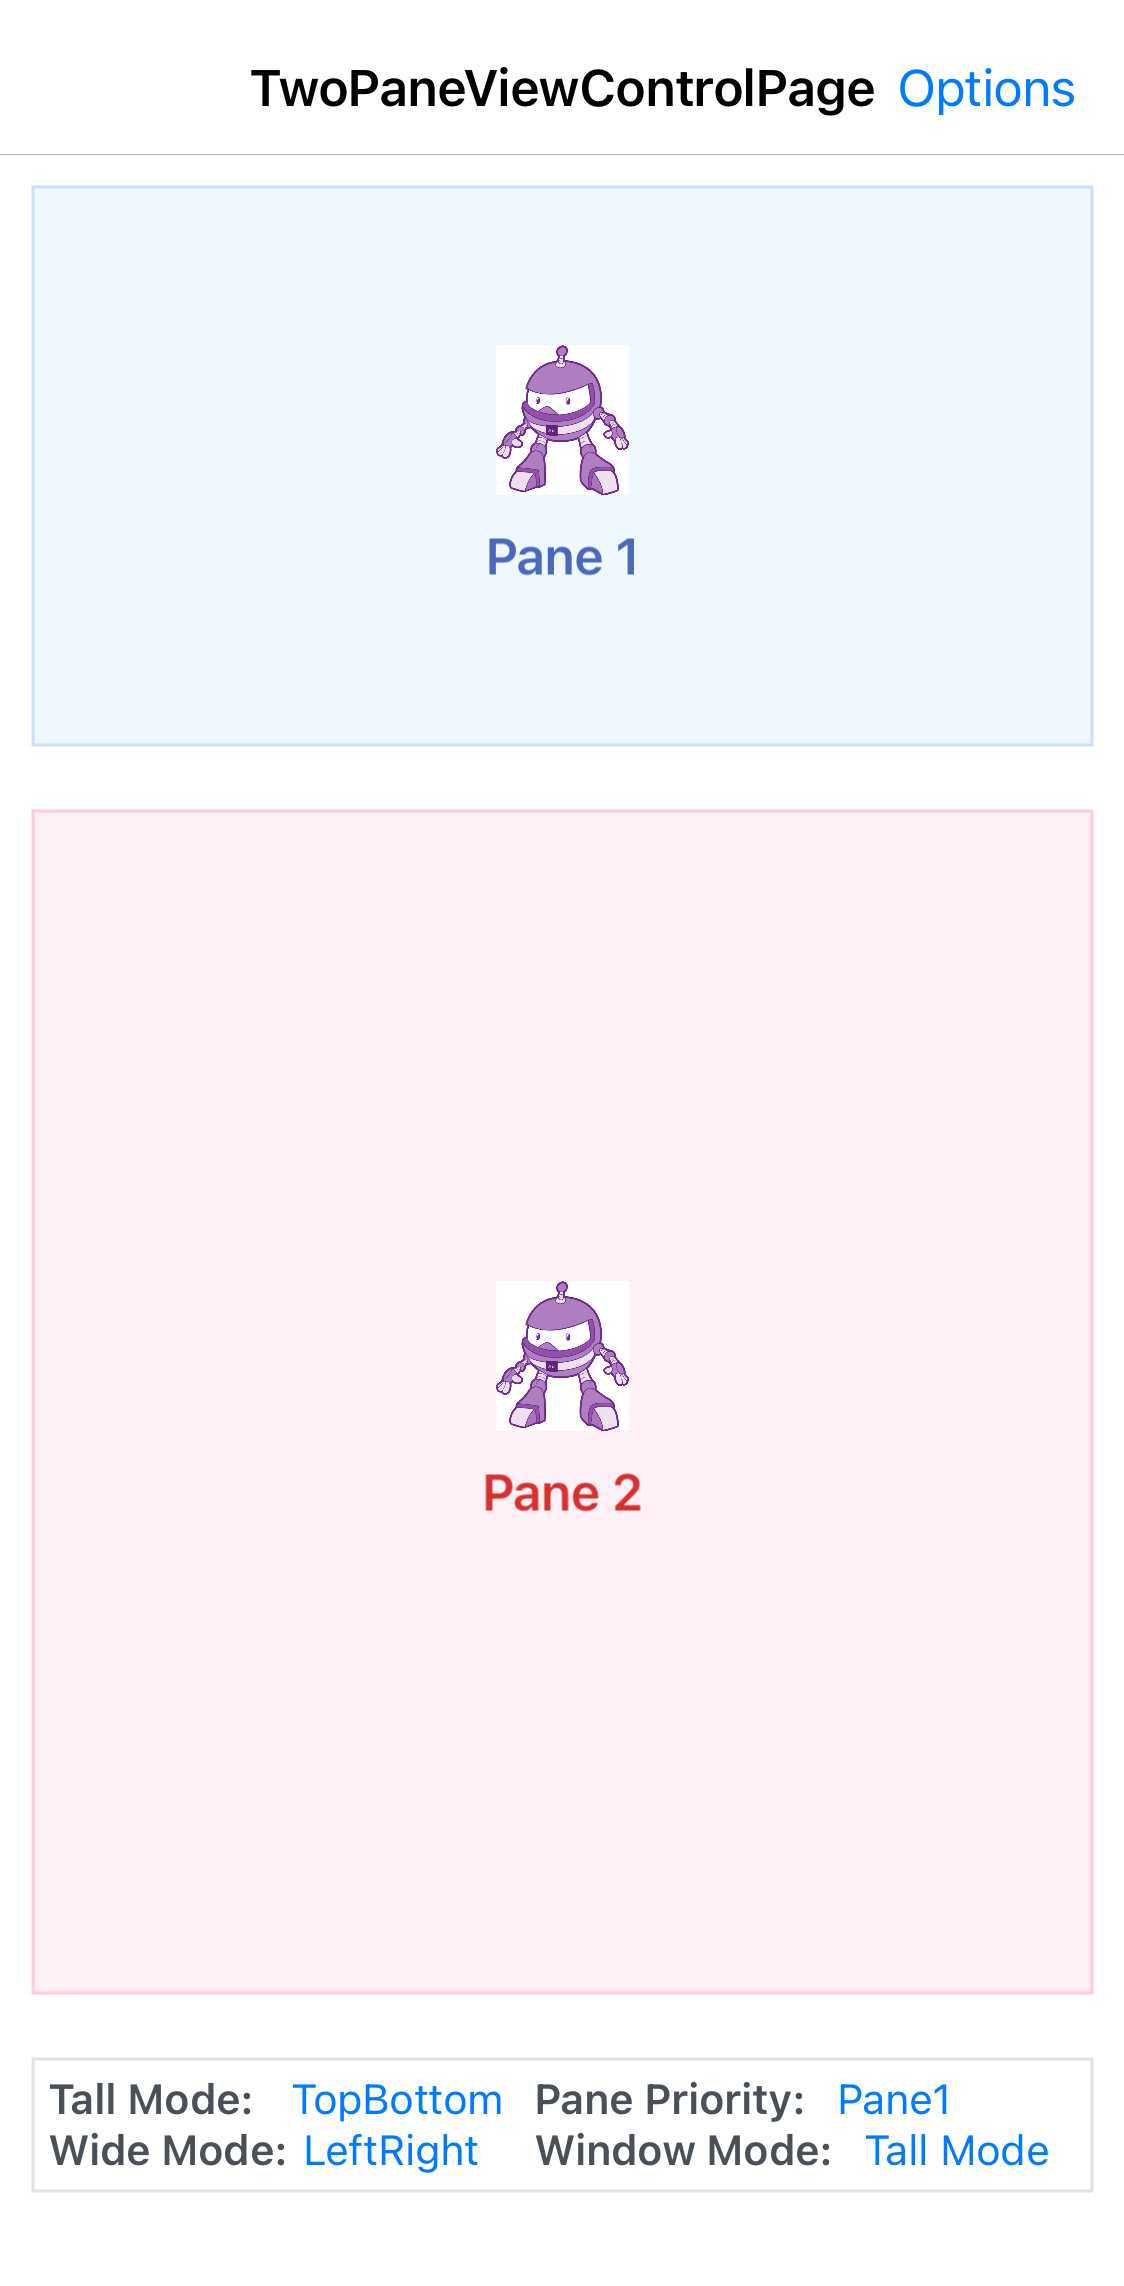 TwoPaneViewControlPage Options
Pane 1
Pane 2
Tall Mode: TopBottom Pane Priority: Pane1
Wide Mode: LeftRight Window Mode: Tall Mode